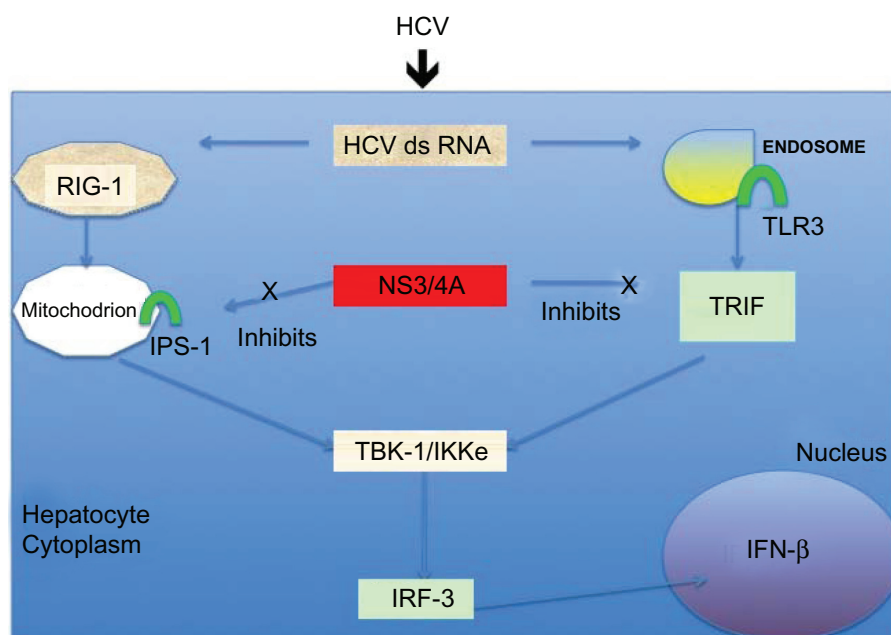 HCV
HCV ds RNA
ENDOSOME
RIG-1
TLR3
NS3/4A
X
X
Mitochodrion
TRIF
Inhibits
Inhibits
IPS-1
TBK-1/IKKe
Nucleus
Hepatocyte
Cytoplasm
IFN-β
IRF-3